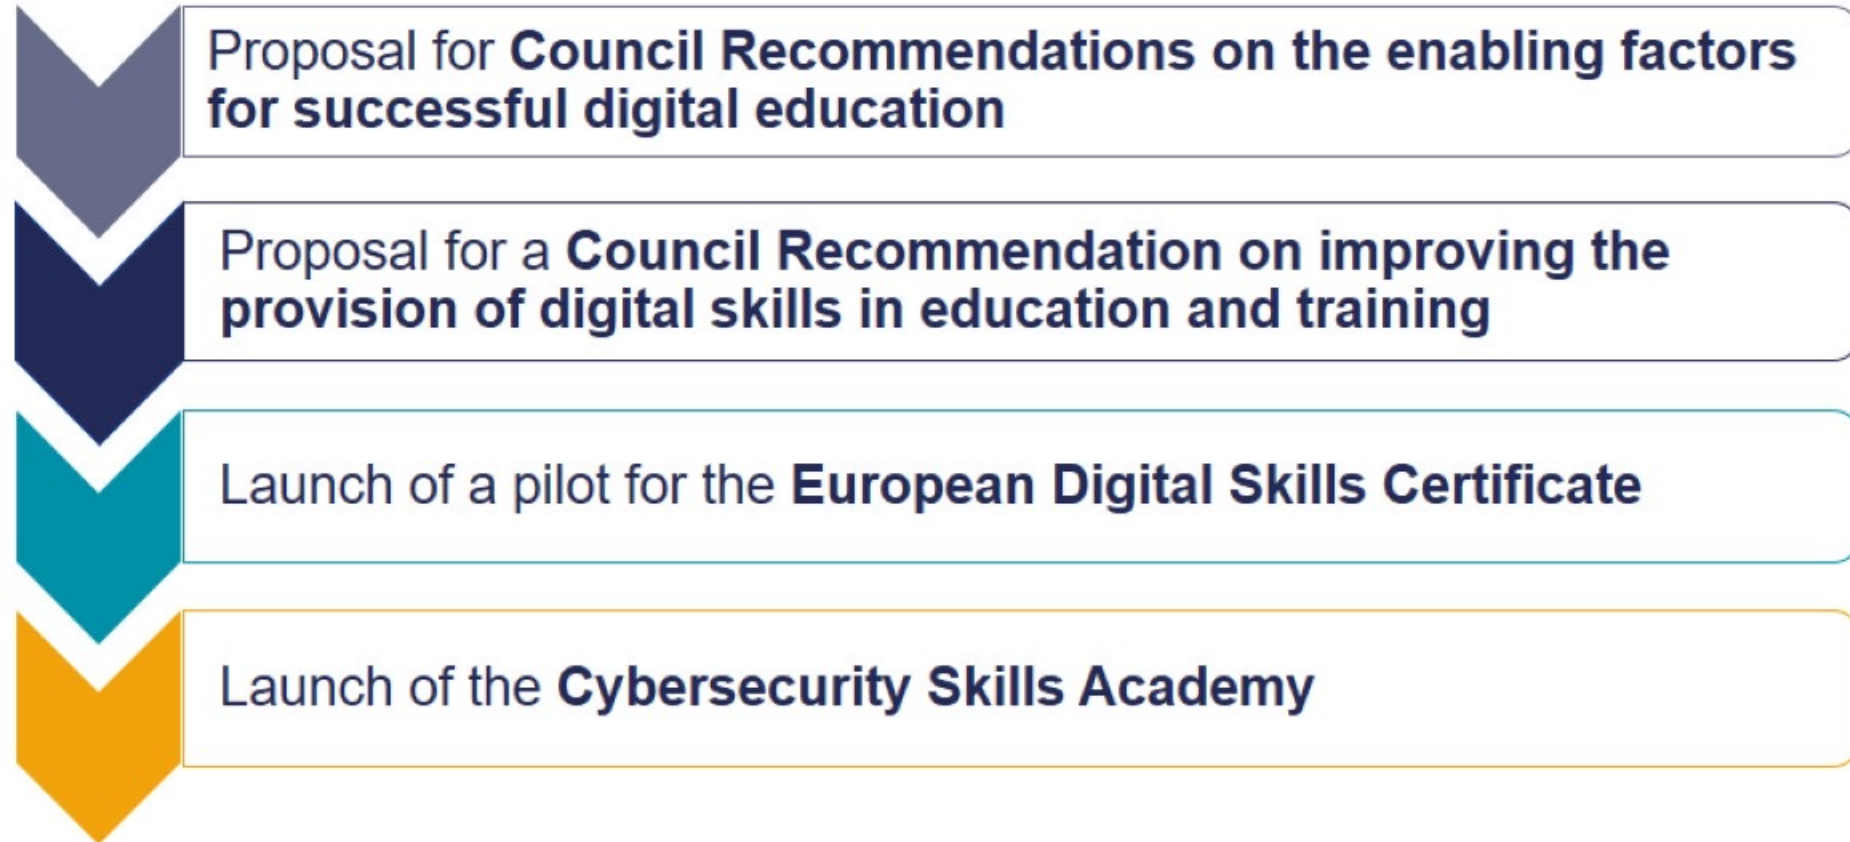 Proposal for Council Recommendations on the enabling factors
for successful digital education
Proposal for a Council Recommendation on improving the
provision of digital skills in education and training
Launch of a pilot for the European Digital Skills Certificate
Launch of the Cybersecurity Skills Academy